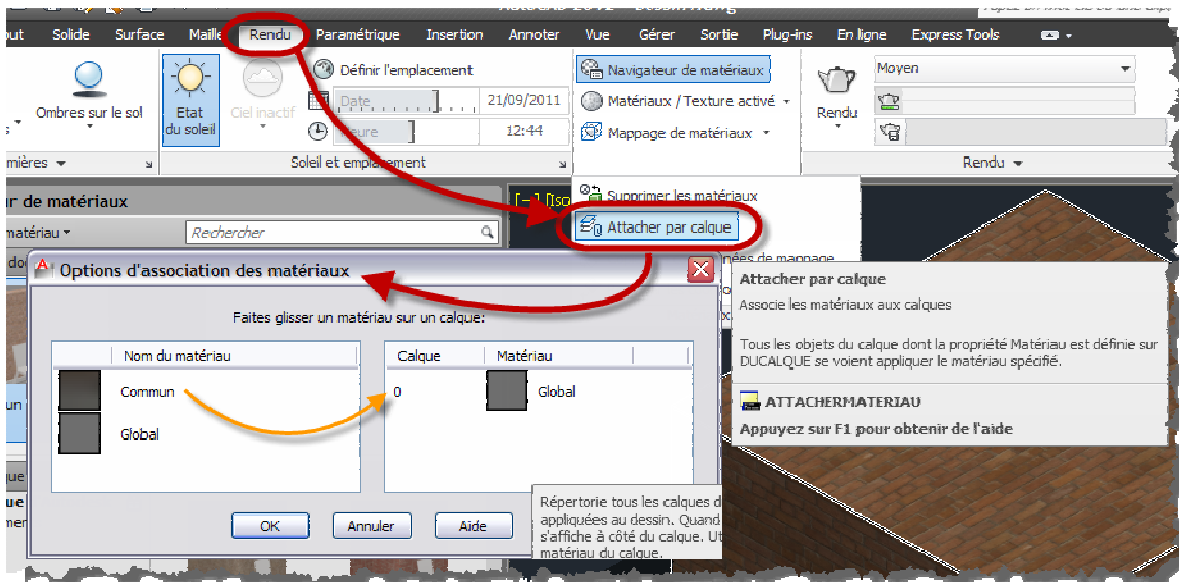 Solide Surface Maille Rendu Paramétrique Insertion Annoter Vue Gérer Sortie Plug-ins En ligne Express Tools
Ombres sur le sol
Etat du soleil
Ciel inactif
Définir l'emplacement
Date
21/09/2011
Heure
12:44
Soleil et emplacement
Navigateur de matériaux
Matériaux / Texture activé
Mappage de matériaux
Rendu
Moyen
Rendu
Supprimer les matériaux
Attacher par calque
de mappage
de matériaux
Rechercher
Options d'association des matériaux
Faites glisser un matériau sur un calque:
Nom du matériau
Commun
Global
Calque Matériau
0 Global
OK Annuler Aide
Attacher par calque
Associe les matériaux aux calques
Tous les objets du calque dont la propriété Matériau est définie sur
DUCALQUE se voient appliquer le matériau spécifié.
ATTACHERMATERIAU
Appuyez sur F1 pour obtenir de l'aide
Répertorie tous les calques d
appliquées au dessin. Quand
s'affiche à côté du calque. Ut
matériau du calque.